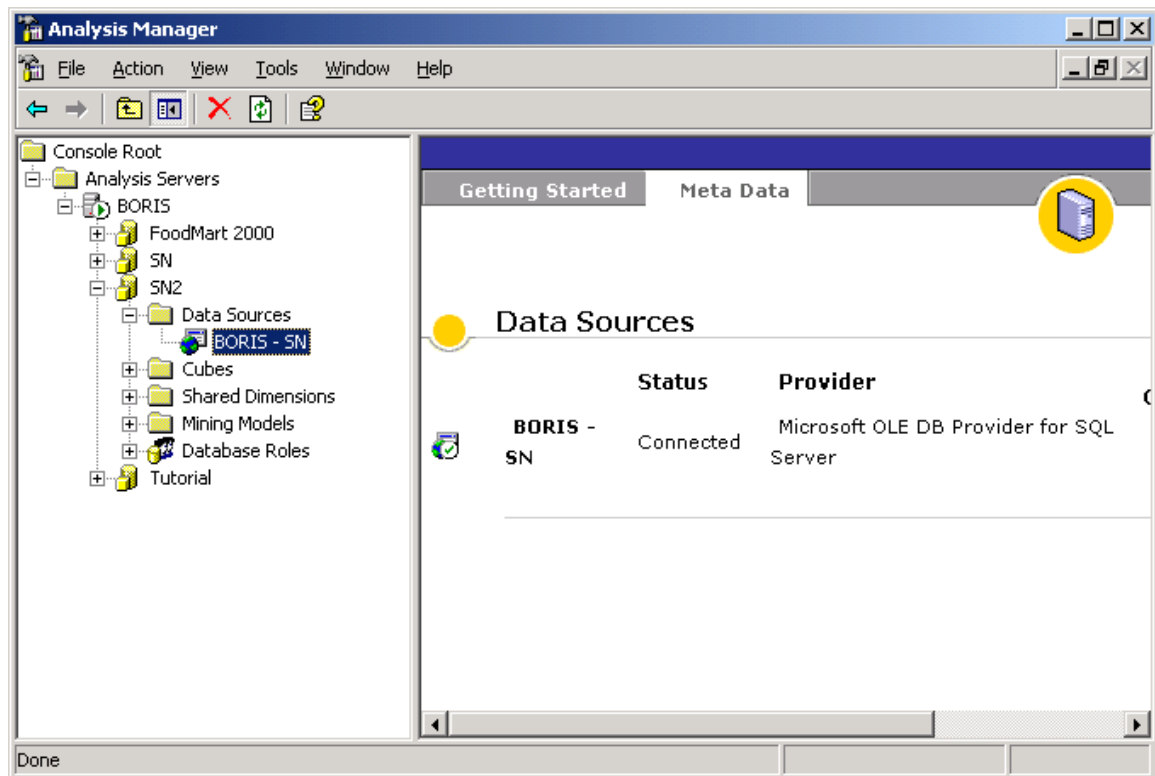 Analysis Manager
File Action View Tools Window Help
Console Root
Analysis Servers
BORIS
FoodMart 2000
SN
SN2
Data Sources
BORIS - SN
Cubes
Shared Dimensions
Mining Models
Database Roles
Tutorial
Getting Started Meta Data
Data Sources
Status Provider
BORIS -
SN
Connected
Microsoft OLE DB Provider for SQL
Server
Done